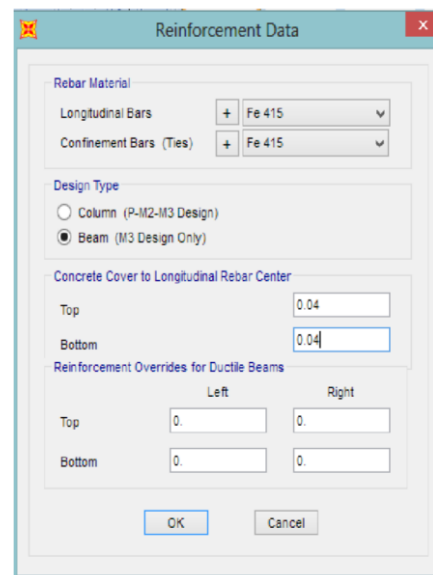 Reinforcement Data
x
Rebar Material
Longitudinal Bars + Fe 415
Confinement Bars (Ties) + Fe 415
Design Type
Column (P-M2-M3 Design)
Beam (M3 Design Only)
Concrete Cover to Longitudinal Rebar Center
Top 0.04
Bottom 0.04
Reinforcement Overrides for Ductile Beams
Left Right
Top 0. 0.
Bottom 0. 0.
OK Cancel